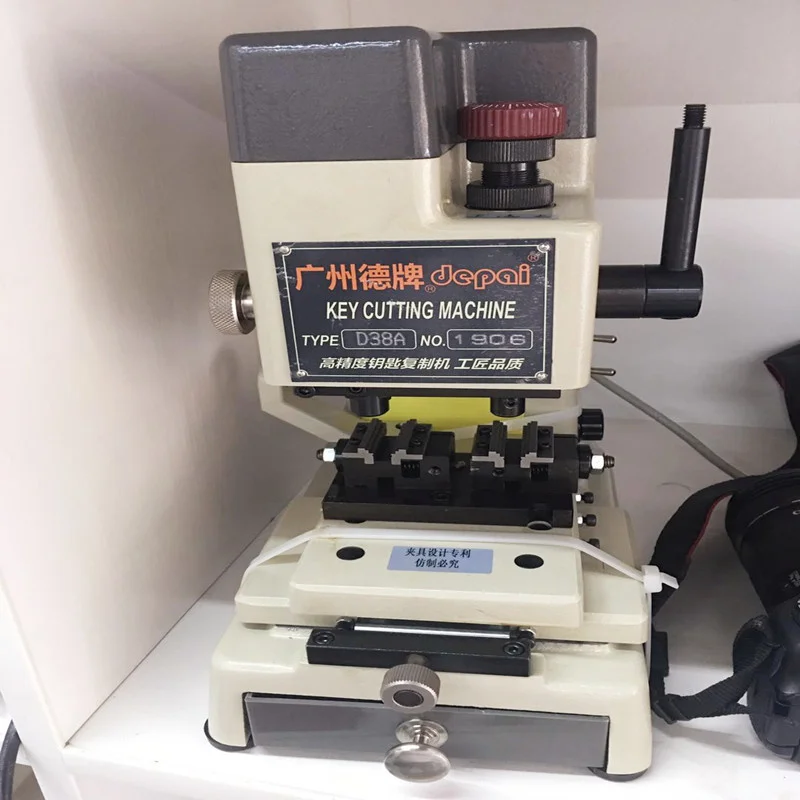 广州德牌® depai®
KEY CUTTING MACHINE
TYPE D38A NO. 1906
高精度钥匙复制机 工匠品质
夹具设计专利
仿制必究